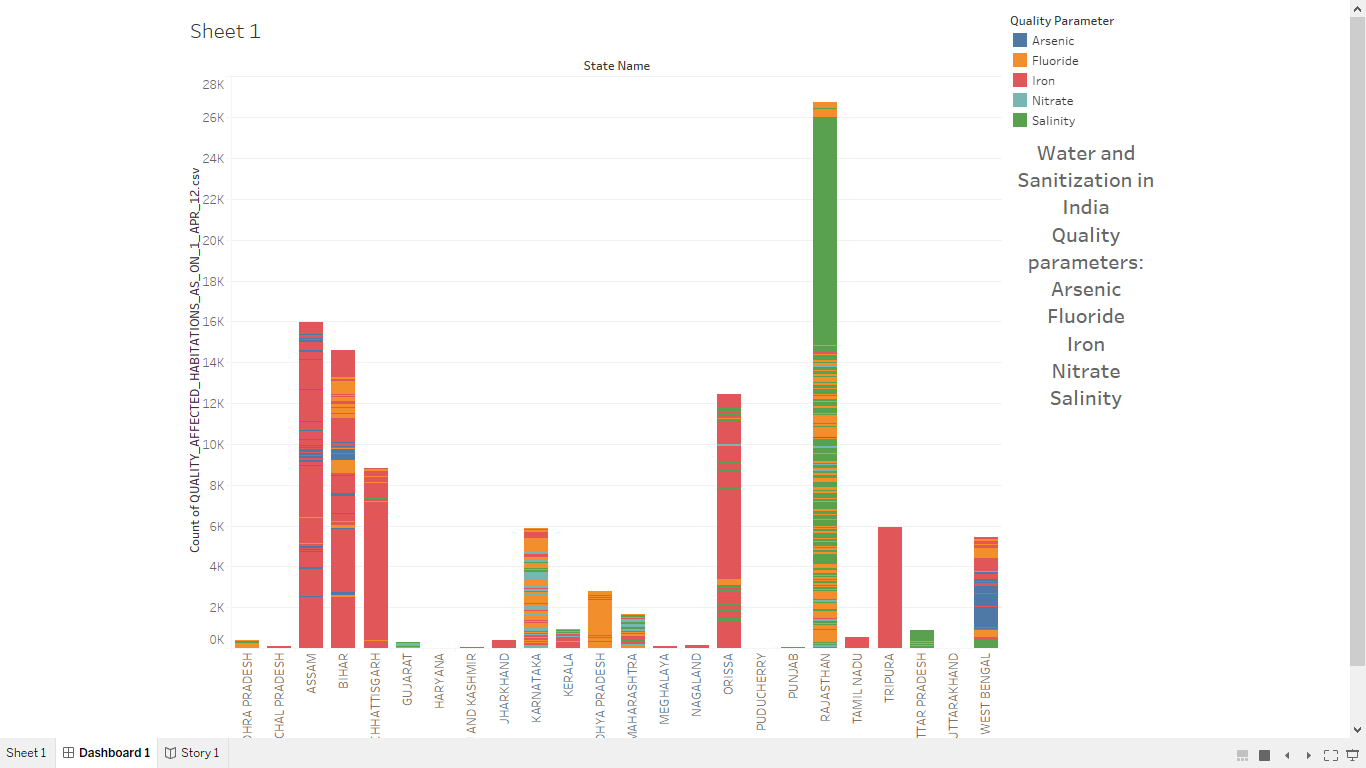 Sheet 1
State Name
28K
26K
24K
22K
20K
18K
16K
14K
12K
10K
8K
6K
4K
2K
0K
Count of QUALITY_AFFECTED_HABITATIONS_AS_ON_1_APR_12.csv
DHRA PRADESH
CHAL PRADESH
ASSAM
BIHAR
CHHATTISGARH
GUJARAT
HARYANA
AND KASHMIR
JHARKHAND
KARNATAKA
KERALA
DHYA PRADESH
MAHARASHTRA
MEGHALAYA
NAGALAND
ORISSA
PUDUCHERRY
PUNJAB
RAJASTHAN
TAMIL NADU
TRIPURA
TTAR PRADESH
UTTARAKHAND
WEST BENGAL
Quality Parameter
Arsenic
Fluoride
Iron
Nitrate
Salinity
Water and
Sanitization in
India
Quality
parameters:
Arsenic
Fluoride
Iron
Nitrate
Salinity
Sheet 1
Dashboard 1
Story 1